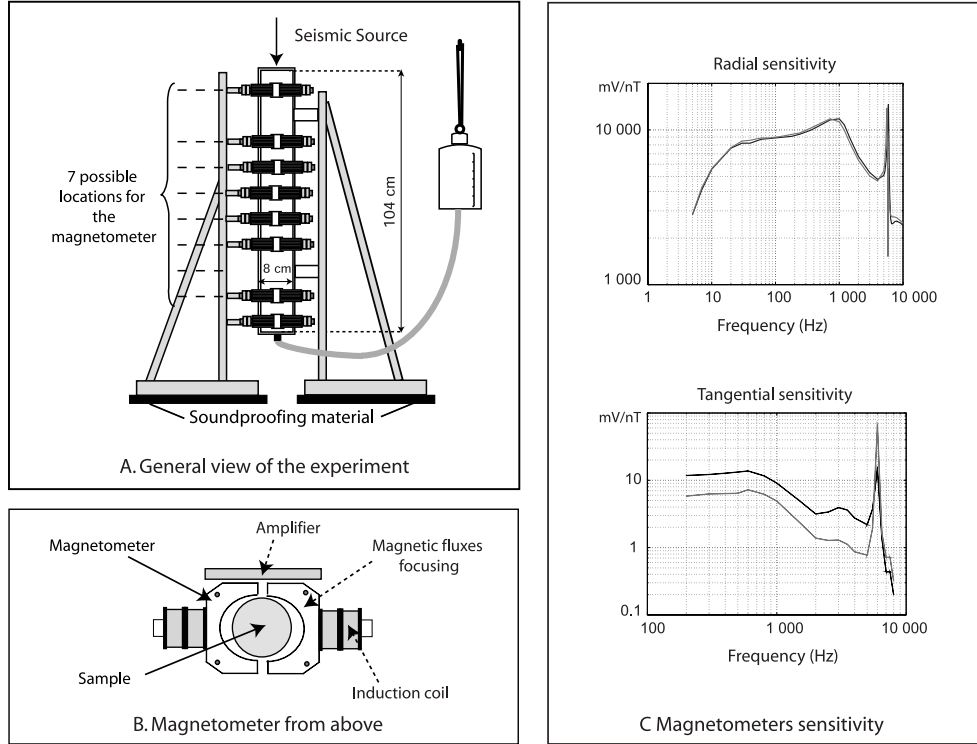 Seismic Source
7 possible
locations for
the
magnetometer
8 cm
104 cm
Soundproofing material
A. General view of the experiment
Magnetometer
Amplifier
Magnetic fluxes
focusing
Sample
Induction coil
B. Magnetometer from above
Radial sensitivity
mV/nT
10 000
1 000
1
10
100
1 000
10 000
Frequency (Hz)
Tangential sensitivity
mV/nT
10
1
0.1
100
1 000
10 000
Frequency (Hz)
C Magnetometers sensitivity